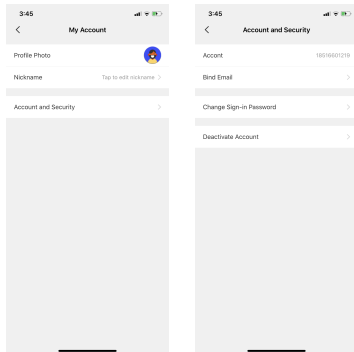 3:45
My Account
Profile Photo
Nickname
Tap to edit nickname
Account and Security
3:45
Account and Security
Accont
18516601218
Bind Email
Change Sign-in Password
Deactivate Account